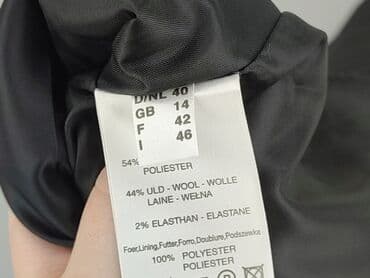 D/NL 40
GB 14
F 42
I 46
54%
POLIESTER
44% ULD - WOOL - WOLLE
LAINE - WEŁNA
2% ELASTHAN - ELASTANE
Foer,Lining,Futter,Forro,Doublure,Podszewka
100% POLYESTER
POLIESTER